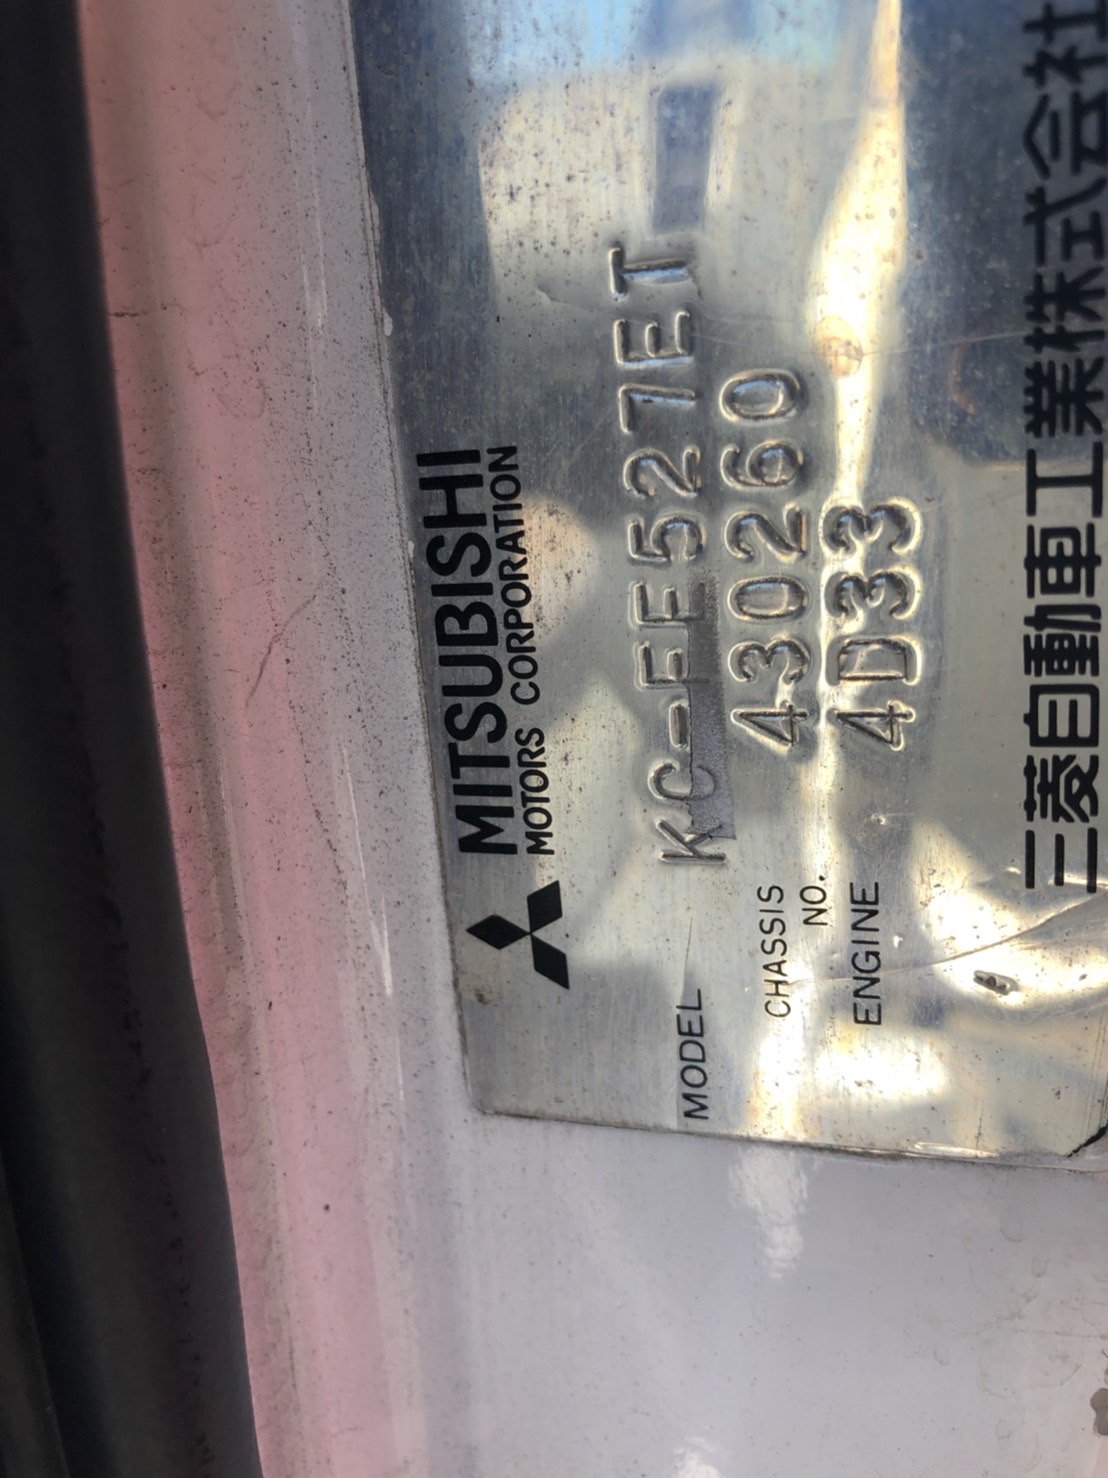 MITSUBISHI
MOTORS CORPORATION
MODEL KC-FE527ET
CHASSIS NO. 430260
ENGINE 4D33
三菱自動車工業株式会社